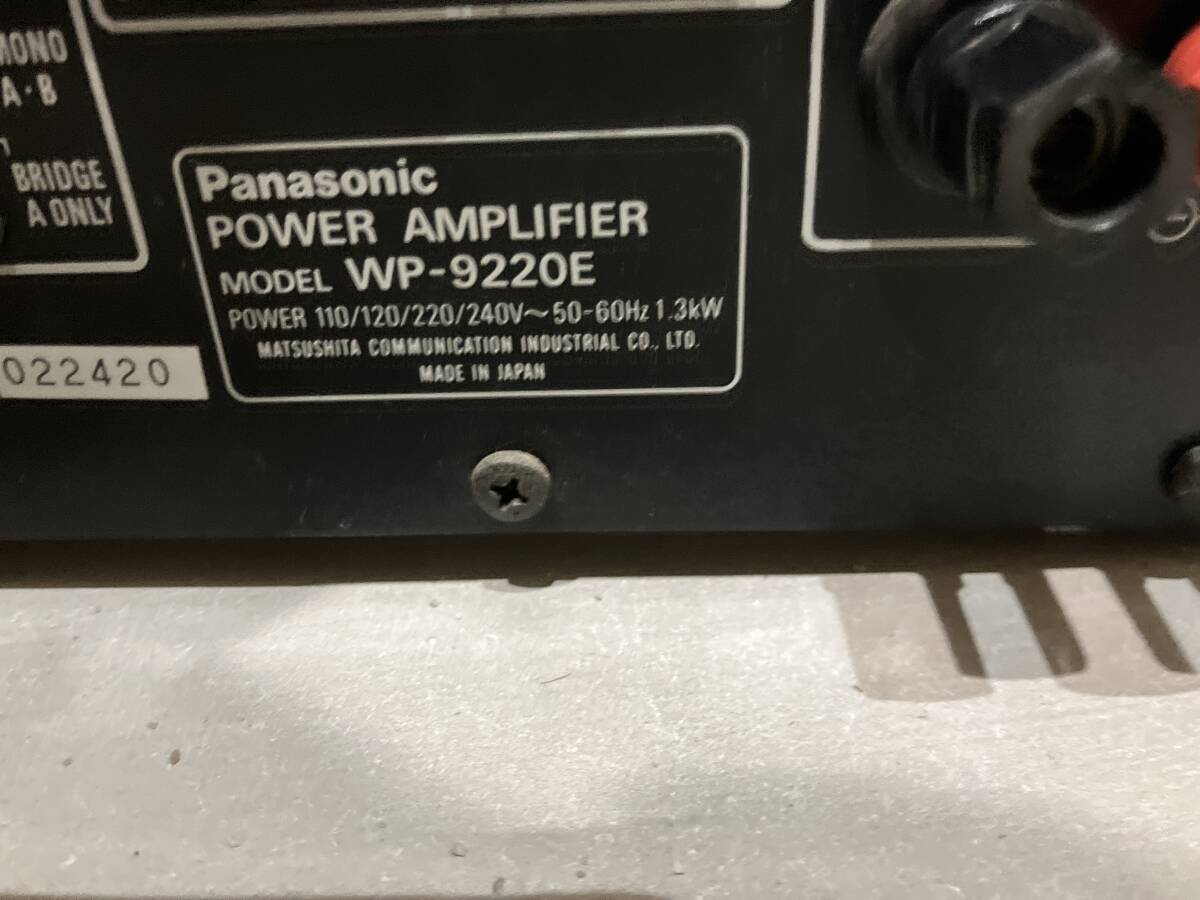 MONO
A·B
BRIDGE
A ONLY
Panasonic
POWER AMPLIFIER
MODEL WP-9220E
POWER 110/120/220/240V~50-60Hz 1.3kW
MATSUSHITA COMMUNICATION INDUSTRIAL CO., LTD.
MADE IN JAPAN
022420